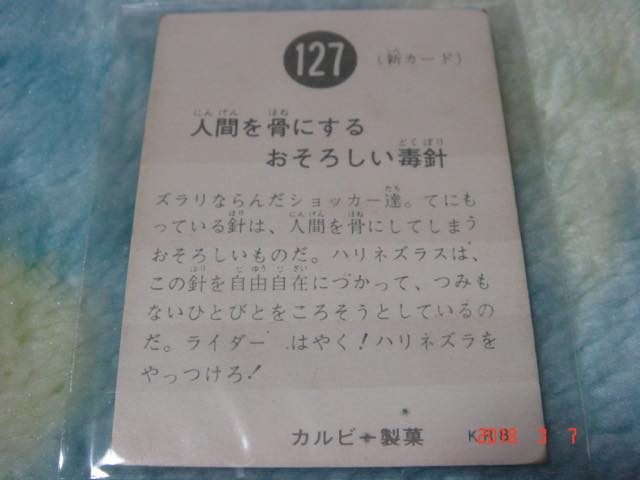 127
(新カード)
人間を骨にする
おそろしい毒針
ズラリならんだショッカー達。てにも
っている針は、人間を骨にしてしまう
おそろしいものだ。ハリネズラスは、
この針を自由自在につかって、つみも
ないひとびとをころそうとしているの
だ。ライダー はやく！ハリネズラを
やっつけろ！
カルビー製菓